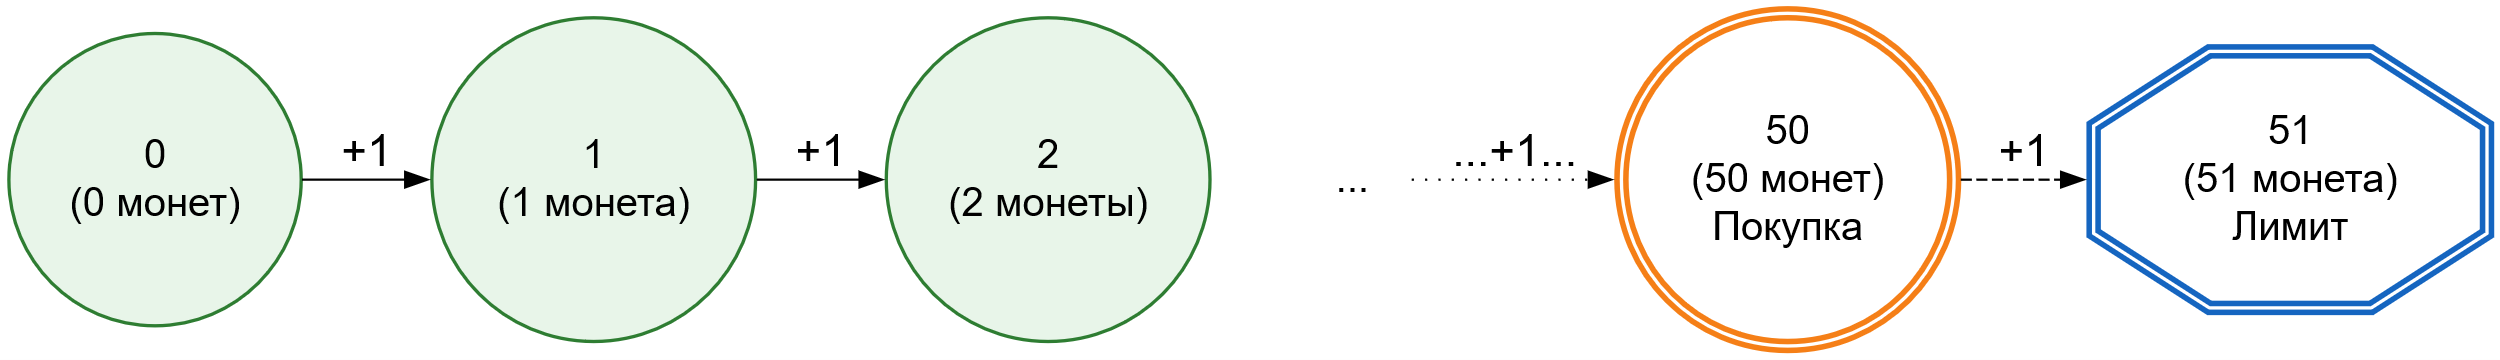 0
(0 монет)
+1
1
(1 монета)
+1
2
(2 монеты)
...
...+1...
50
(50 монет)
Покупка
+1
51
(51 монета)
Лимит